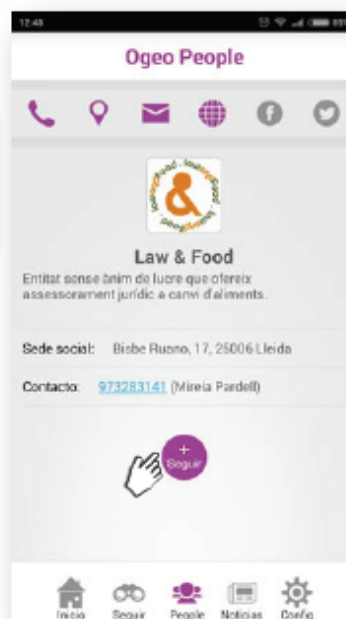 12:48
85%
Ogeo People
Law & Food
Entitat sense ànim de lucre que ofereix
assessorament jurídic a canvi d'aliments.
Sede social: Bisbe Ruano, 17, 25006 Lleida
Contacto: 973283141 (Mireia Pardell)
+
Seguir
Inicio Seguir People Noticias Config